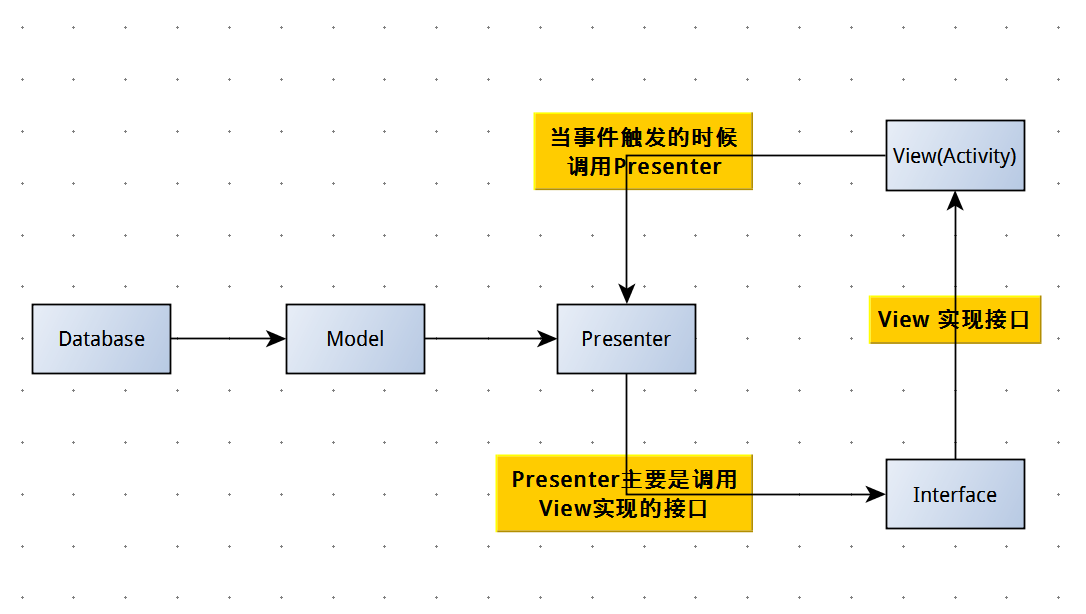 当事件触发的时候
调用Presenter
View(Activity)
View 实现接口
Database
Model
Presenter
Presenter主要是调用
View实现的接口
Interface